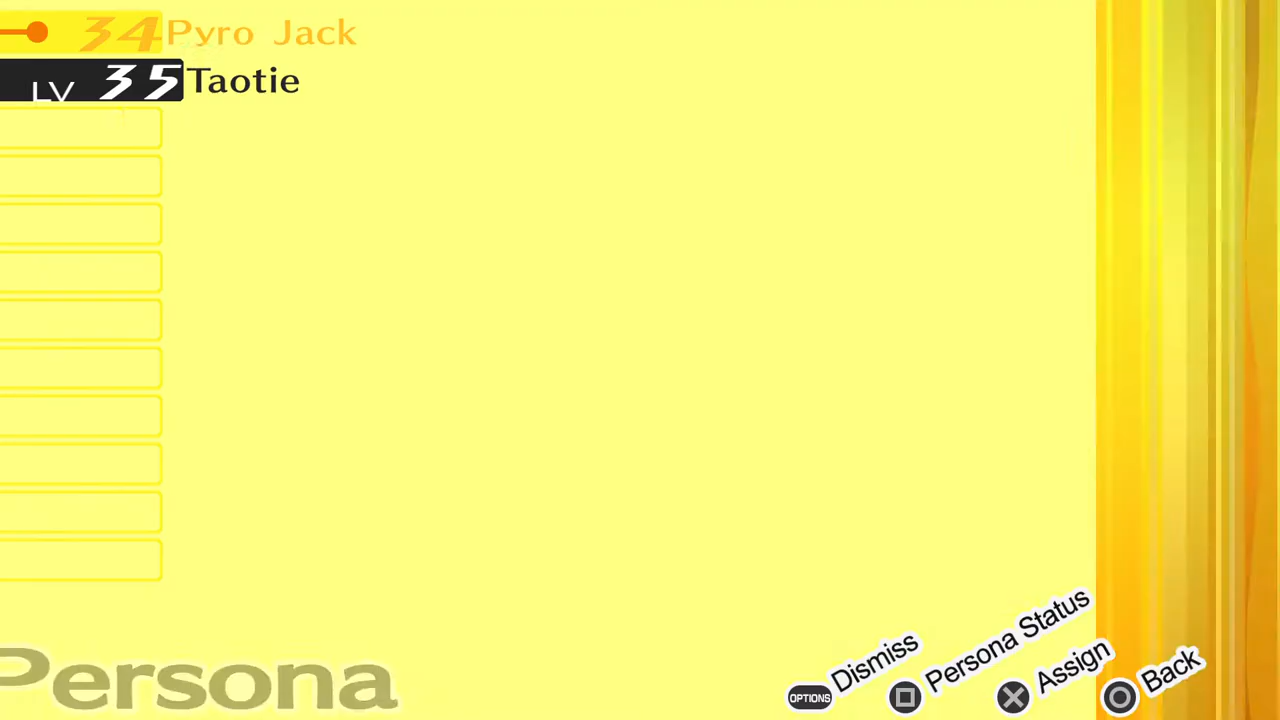 34 Pyro Jack
LV 35 Taotie
Persona
OPTIONS Dismiss
Persona Status
Assign
Back